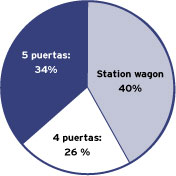 5 puertas:
34%
Station wagon
40%
4 puertas:
26 %